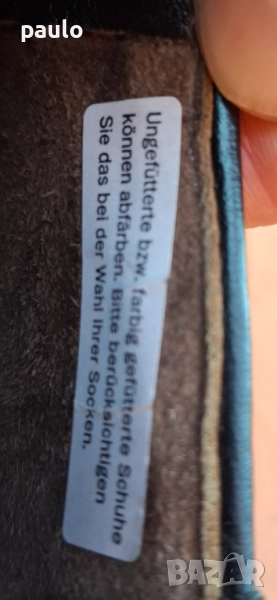 paulo
Ungefütterte bzw. farbig gefütterte Schuhe
können abfärben. Bitte berücksichtigen
Sie das bei der Wahl Ihrer Socken.
BAZAR